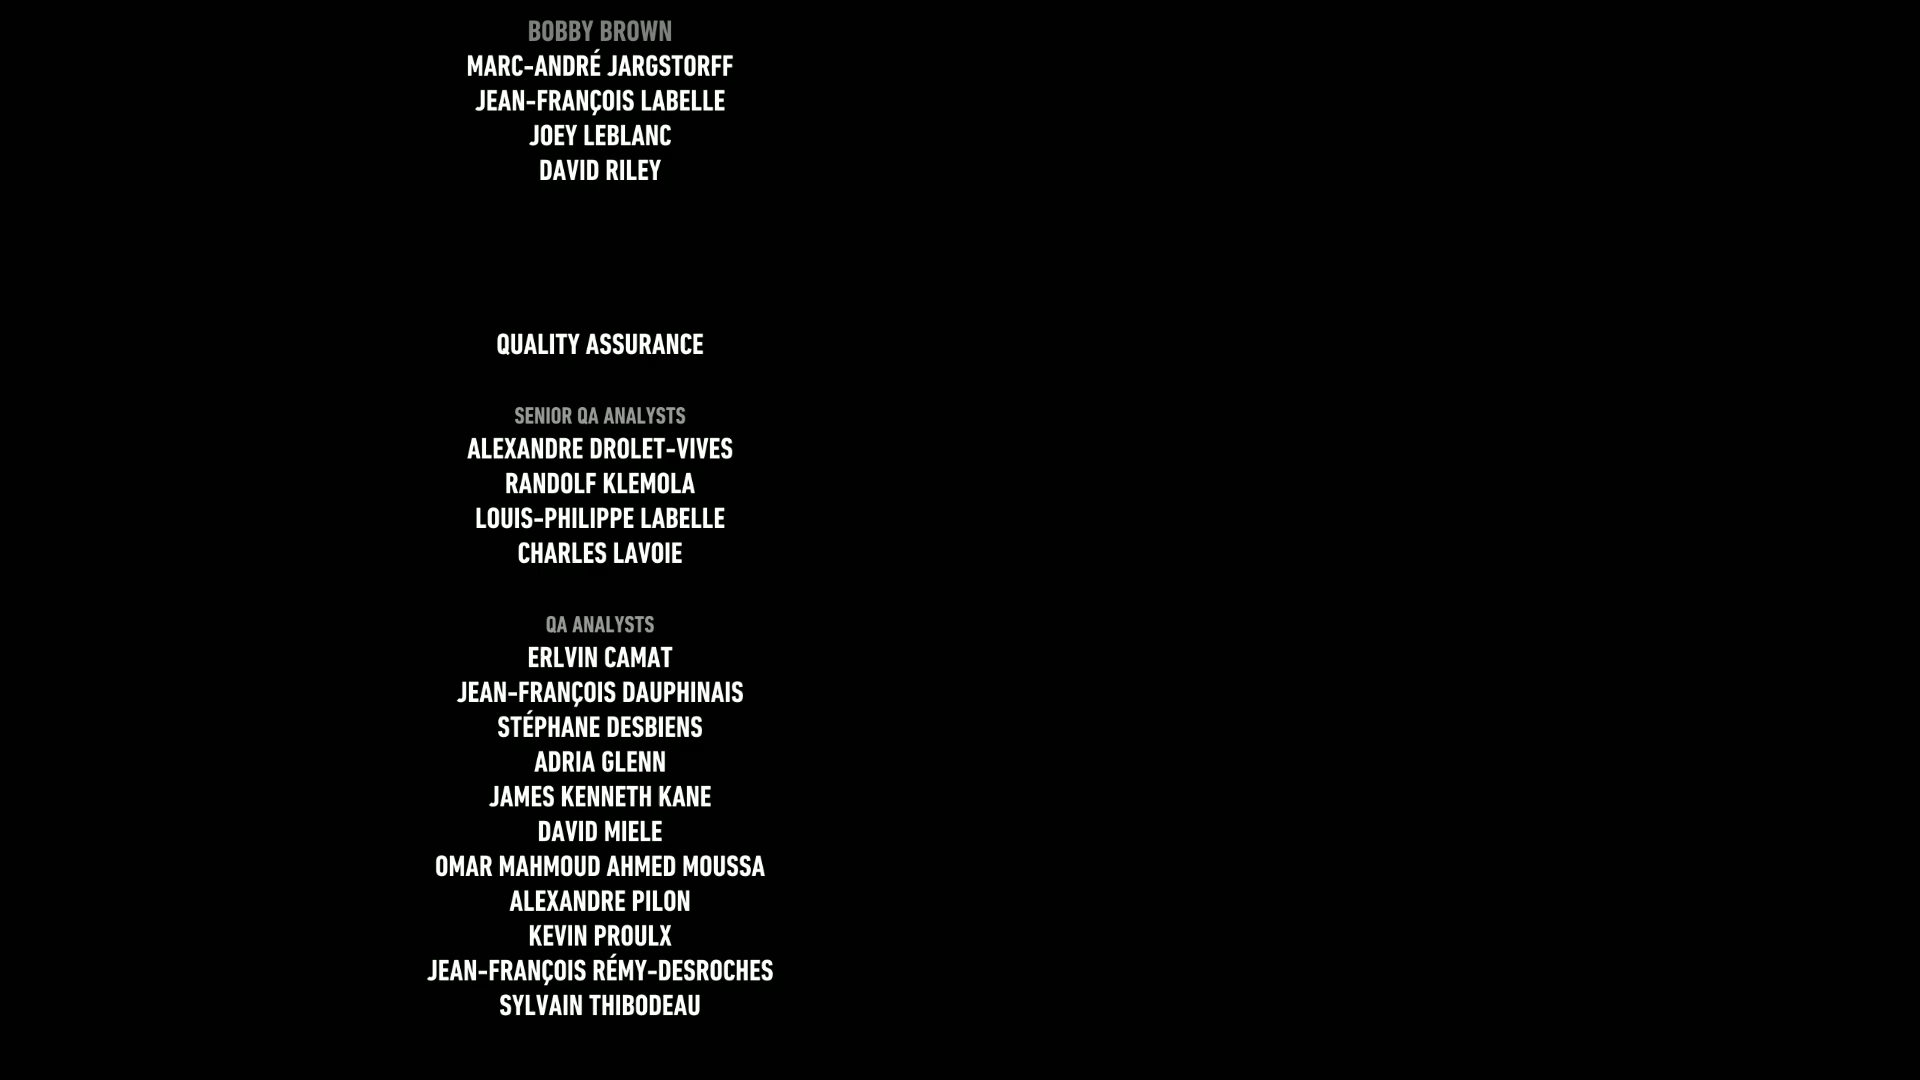 BOBBY BROWN
MARC-ANDRÉ JARGSTORFF
JEAN-FRANÇOIS LABELLE
JOEY LEBLANC
DAVID RILEY
QUALITY ASSURANCE
SENIOR QA ANALYSTS
ALEXANDRE DROLET-VIVES
RANDOLF KLEMOLA
LOUIS-PHILIPPE LABELLE
CHARLES LAVOIE
QA ANALYSTS
ERLVIN CAMAT
JEAN-FRANÇOIS DAUPHINAIS
STÉPHANE DESBIENS
ADRIA GLENN
JAMES KENNETH KANE
DAVID MIELE
OMAR MAHMOUD AHMED MOUSSA
ALEXANDRE PILON
KEVIN PROULX
JEAN-FRANÇOIS RÉMY-DESROCHES
SYLVAIN THIBODEAU